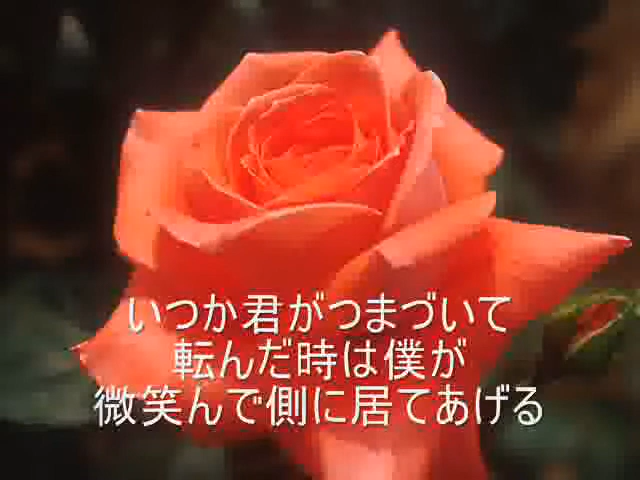 いつか君がつまづいて
転んだ時は僕が
微笑んで側に居てあげる